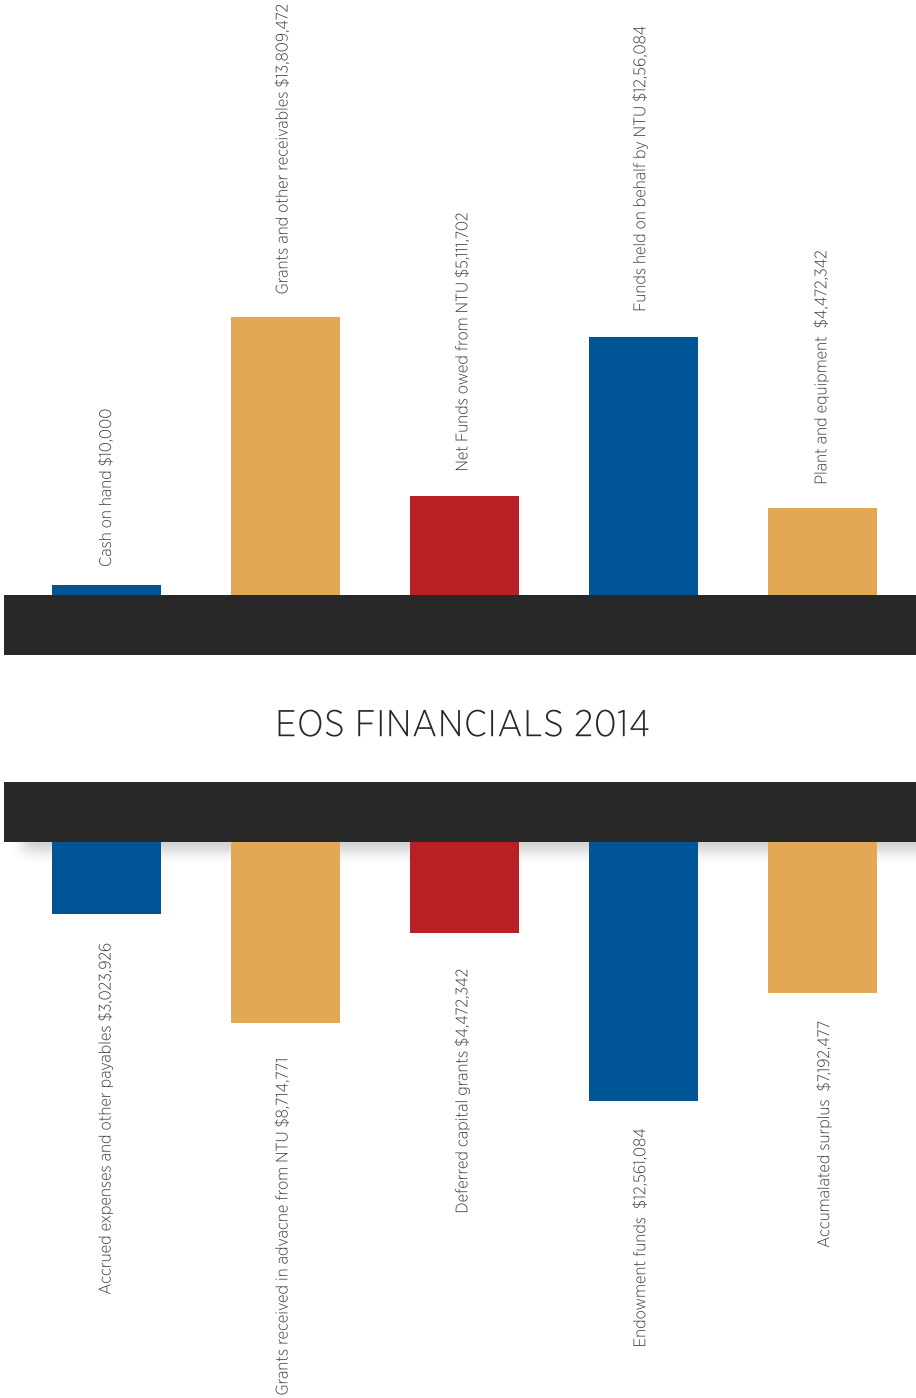 Cash on hand $10,000
Grants and other receivables $13,809,472
Net Funds owed from NTU $5,111,702
Funds held on behalf by NTU $12,56,084
Plant and equipment $4,472,342
EOS FINANCIALS 2014
Accrued expenses and other payables $3,023,926
Grants received in advacne from NTU $8,714,771
Deferred capital grants $4,472,342
Endowment funds $12,561,084
Accumalated surplus $7,192,477